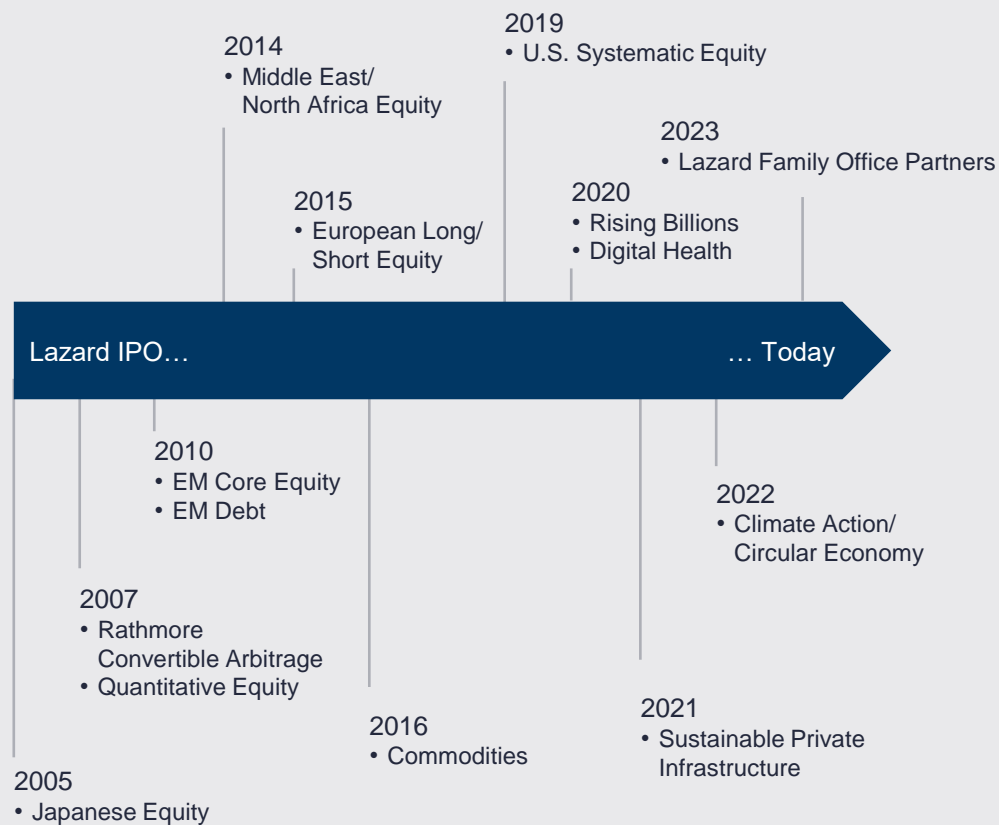 2014
• Middle East/
North Africa Equity
2019
• U.S. Systematic Equity
2023
• Lazard Family Office Partners
2015
• European Long/
Short Equity
2020
• Rising Billions
• Digital Health
Lazard IPO…
… Today
2010
• EM Core Equity
• EM Debt
2022
• Climate Action/
Circular Economy
2007
• Rathmore
Convertible Arbitrage
• Quantitative Equity
2016
• Commodities
2021
• Sustainable Private
Infrastructure
2005
• Japanese Equity